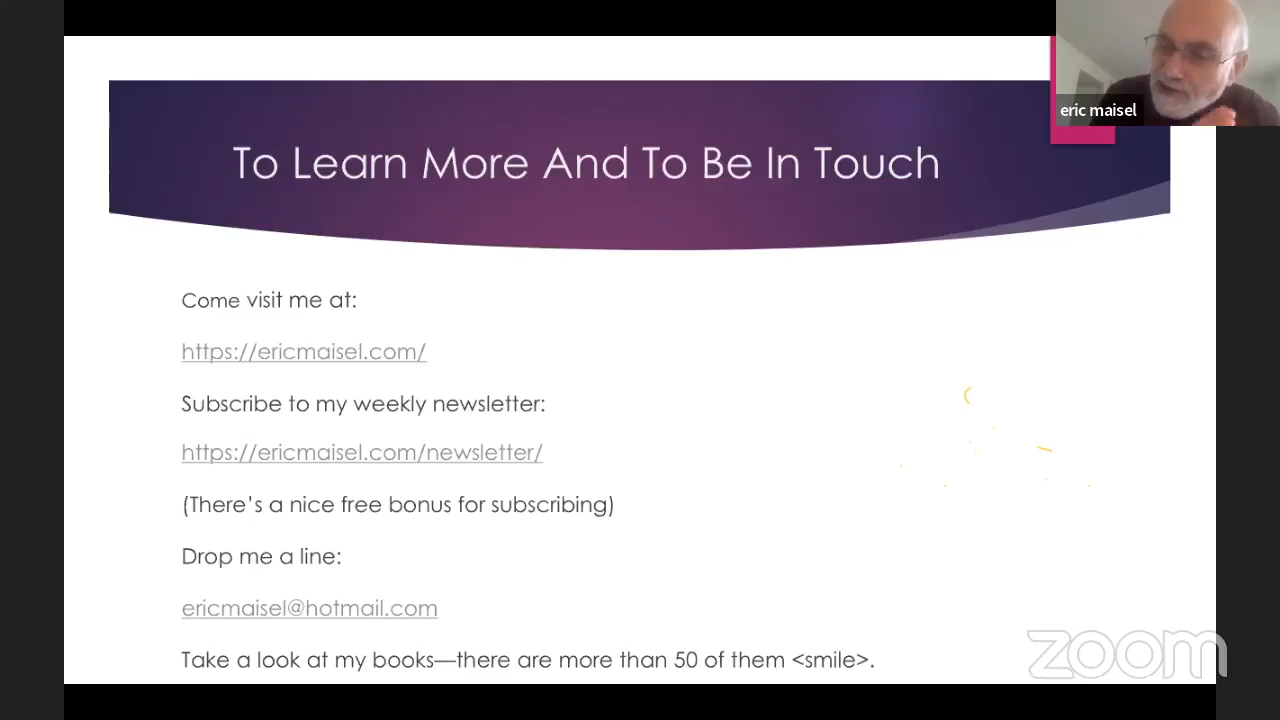 eric maisel
To Learn More And To Be In Touch
Come visit me at:
https://ericmaisel.com/
Subscribe to my weekly newsletter:
https://ericmaisel.com/newsletter/
(There's a nice free bonus for subscribing)
Drop me a line:
ericmaisel@hotmail.com
Take a look at my books—there are more than 50 of them <smile>.
zoom